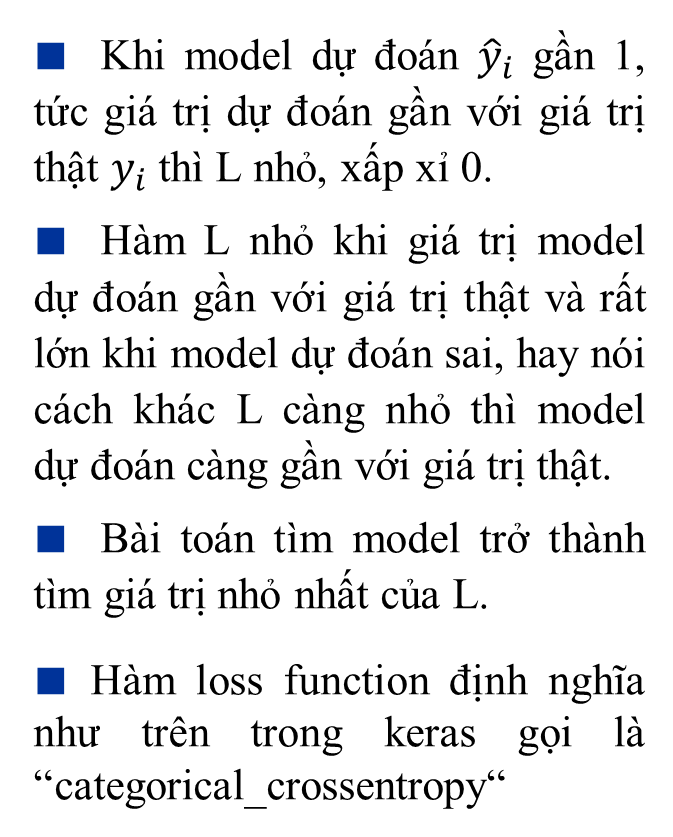 ■ Khi model dự đoán ŷᵢ gần 1,
tức giá trị dự đoán gần với giá trị
thật yᵢ thì L nhỏ, xấp xỉ 0.
■ Hàm L nhỏ khi giá trị model
dự đoán gần với giá trị thật và rất
lớn khi model dự đoán sai, hay nói
cách khác L càng nhỏ thì model
dự đoán càng gần với giá trị thật.
■ Bài toán tìm model trở thành
tìm giá trị nhỏ nhất của L.
■ Hàm loss function định nghĩa
như trên trong keras gọi là
“categorical_crossentropy“